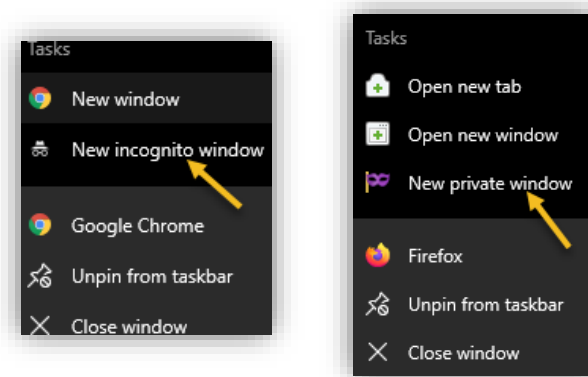 Tasks
New window
New incognito window
Google Chrome
Unpin from taskbar
Close window
Tasks
Open new tab
Open new window
New private window
Firefox
Unpin from taskbar
Close window